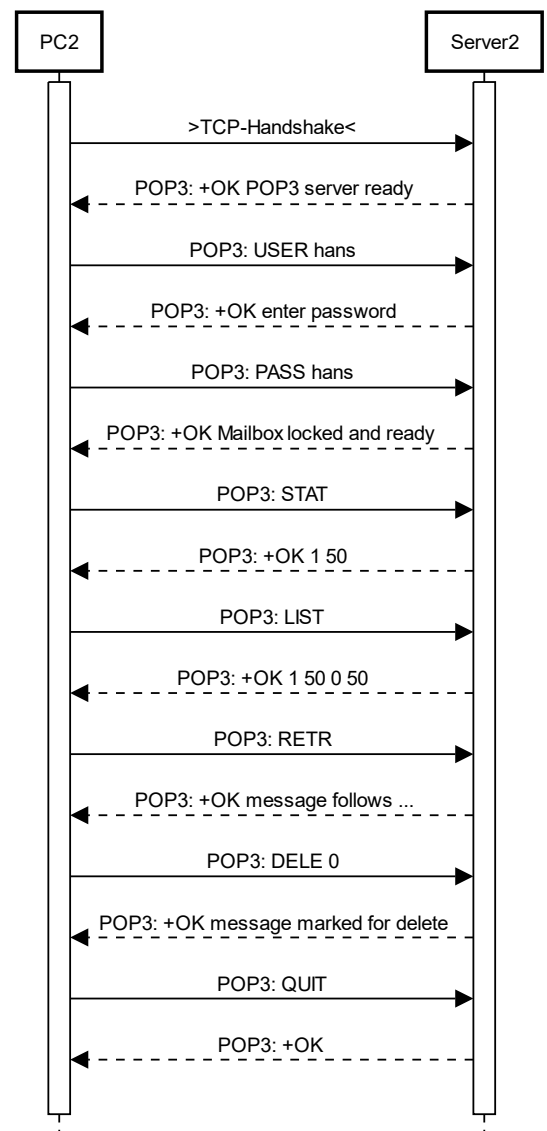 PC2
Server2
>TCP-Handshake<
POP3: +OK POP3 server ready
POP3: USER hans
POP3: +OK enter password
POP3: PASS hans
POP3: +OK Mailbox locked and ready
POP3: STAT
POP3: +OK 1 50
POP3: LIST
POP3: +OK 1 50 0 50
POP3: RETR
POP3: +OK message follows ...
POP3: DELE 0
POP3: +OK message marked for delete
POP3: QUIT
POP3: +OK